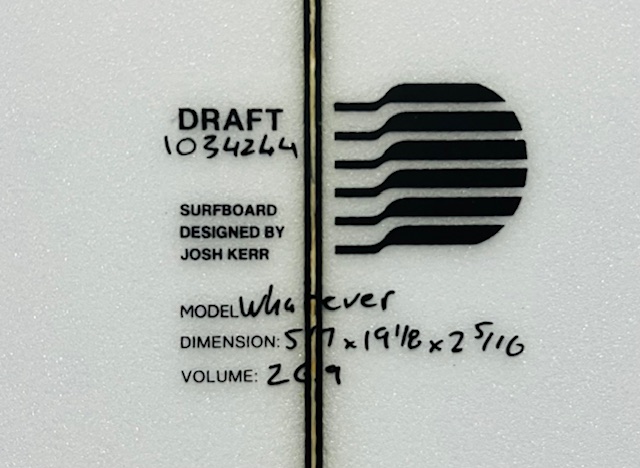 DRAFT
1034244
SURFBOARD
DESIGNED BY
JOSH KERR
MODEL Whatever
DIMENSION: 5'7 x 19 1/8 x 2 5/16
VOLUME: 26.9